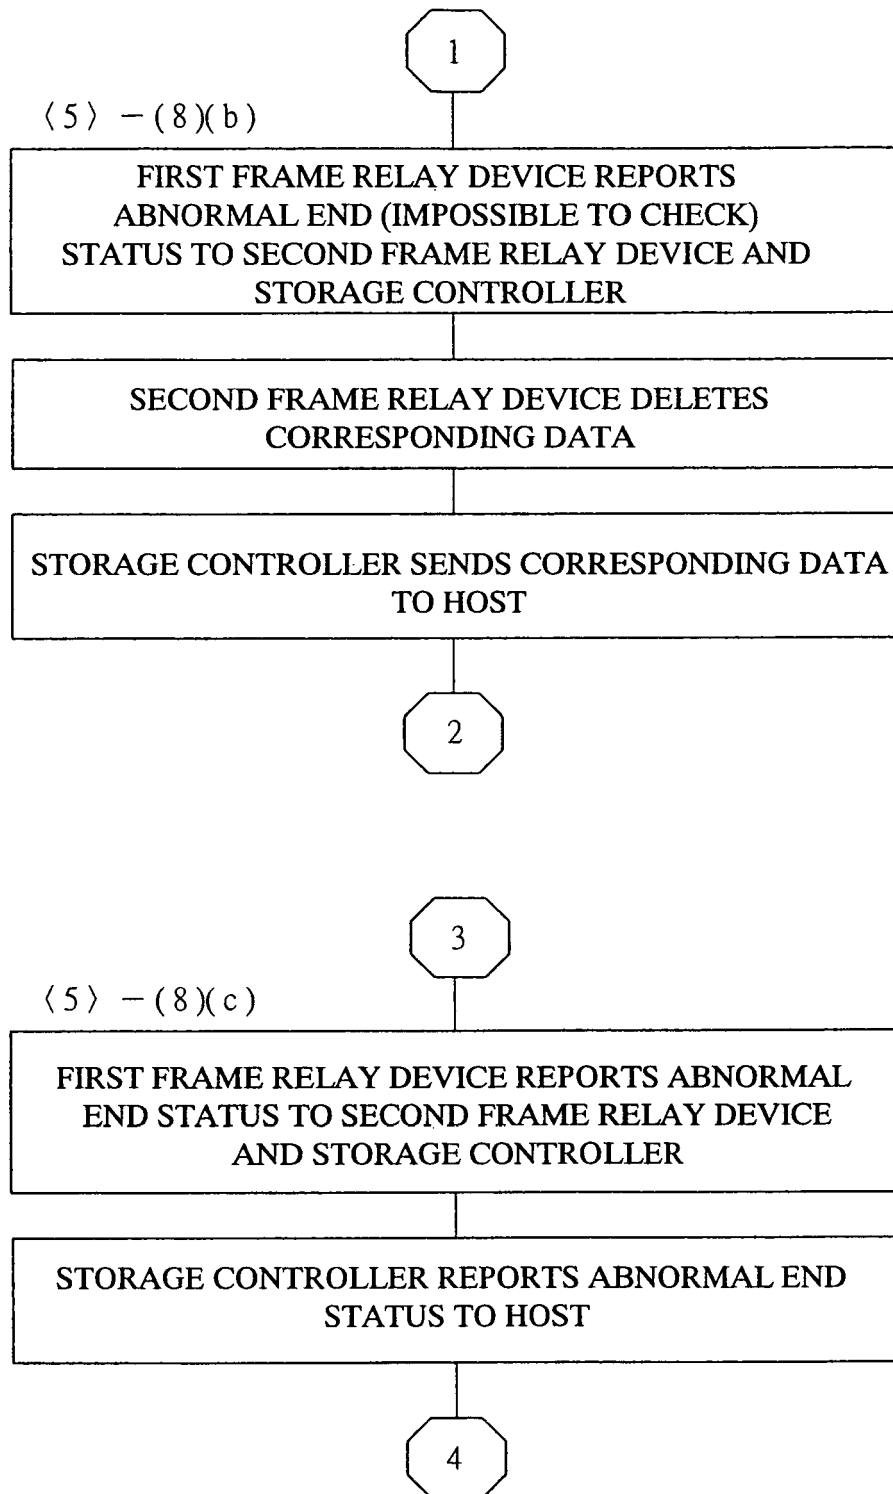 1
〈5〉 －(8)(b)
FIRST FRAME RELAY DEVICE REPORTS
ABNORMAL END (IMPOSSIBLE TO CHECK)
STATUS TO SECOND FRAME RELAY DEVICE AND
STORAGE CONTROLLER
SECOND FRAME RELAY DEVICE DELETES
CORRESPONDING DATA
STORAGE CONTROLLER SENDS CORRESPONDING DATA
TO HOST
2
3
〈5〉 －(8)(c)
FIRST FRAME RELAY DEVICE REPORTS ABNORMAL
END STATUS TO SECOND FRAME RELAY DEVICE
AND STORAGE CONTROLLER
STORAGE CONTROLLER REPORTS ABNORMAL END
STATUS TO HOST
4